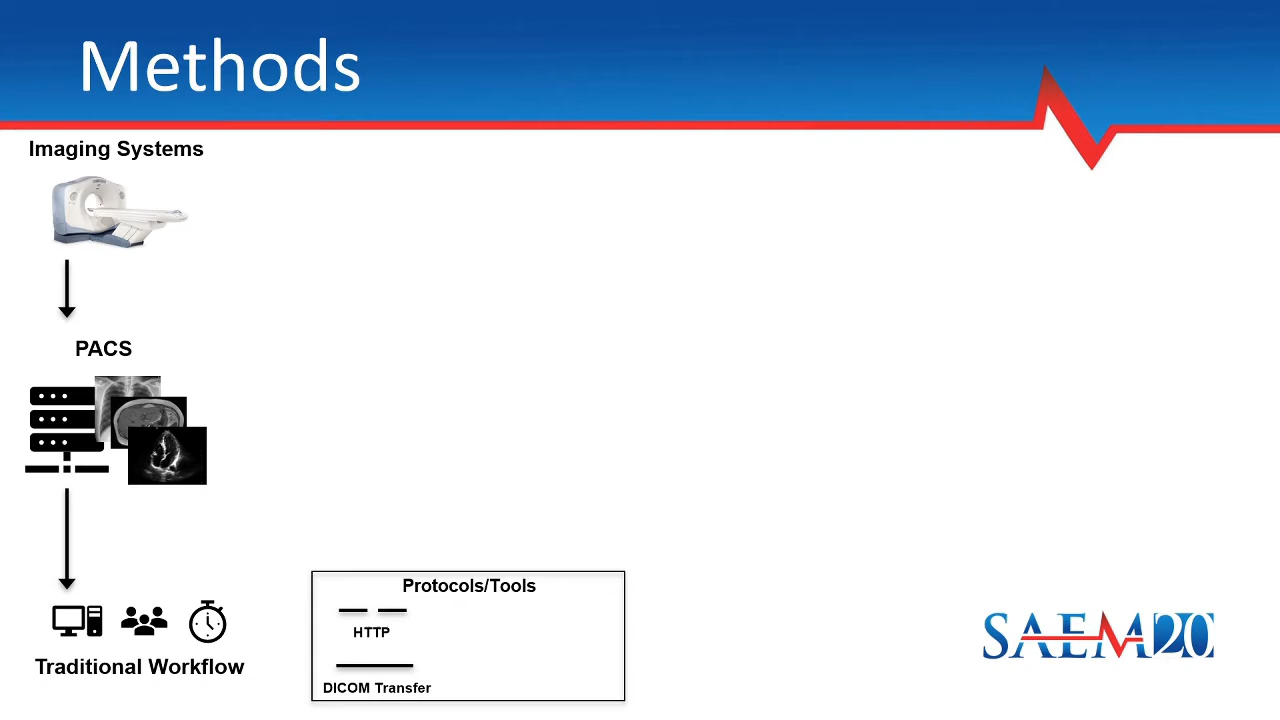 Methods
Imaging Systems
PACS
Traditional Workflow
Protocols/Tools
HTTP
DICOM Transfer
SAEM20